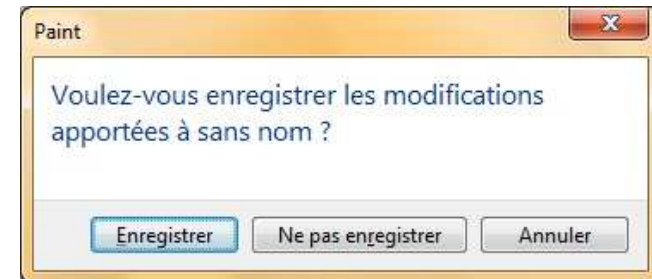 Paint
Voulez-vous enregistrer les modifications
apportées à sans nom ?
Enregistrer Ne pas enregistrer Annuler